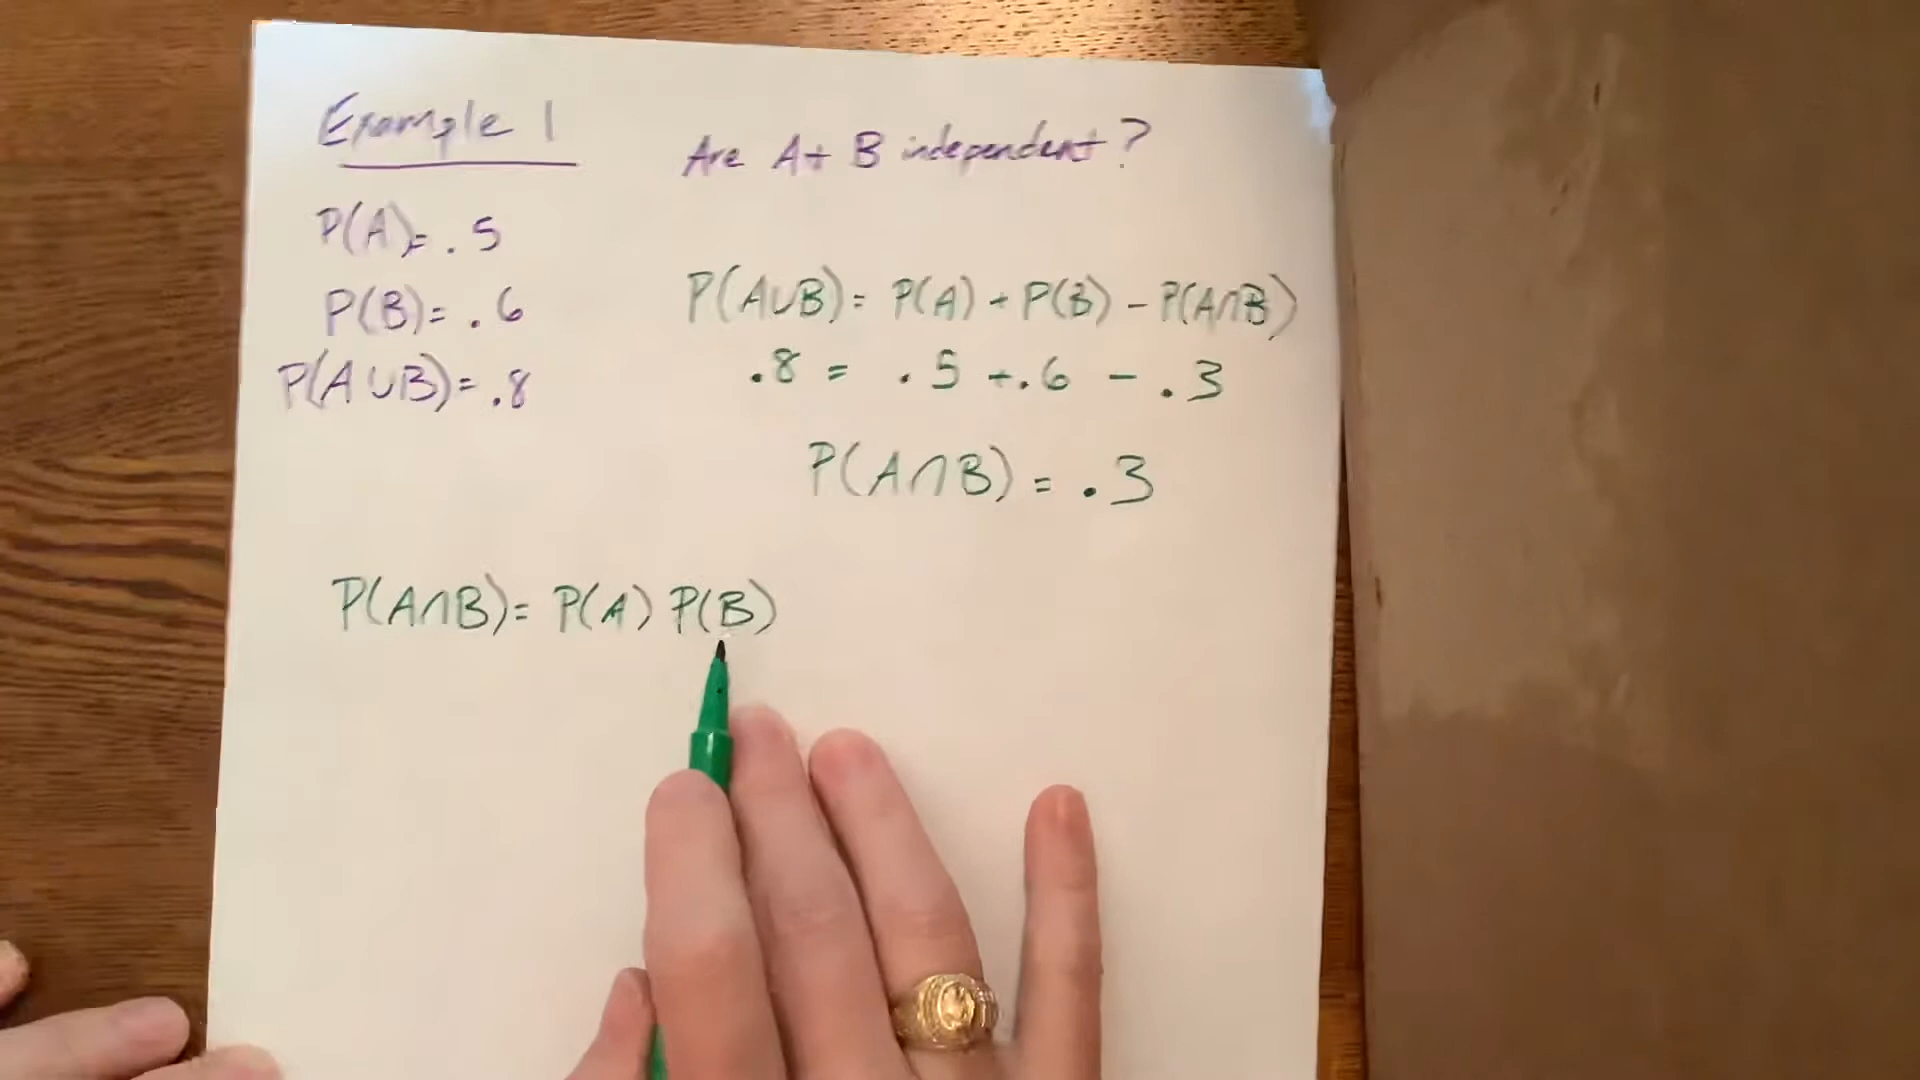 Example 1
Are A + B independent?
P(A) = .5
P(B) = .6
P(A∪B) = .8
P(A∪B) = P(A) + P(B) - P(A∩B)
.8 = .5 + .6 - .3
P(A∩B) = .3
P(A∩B) = P(A) P(B)